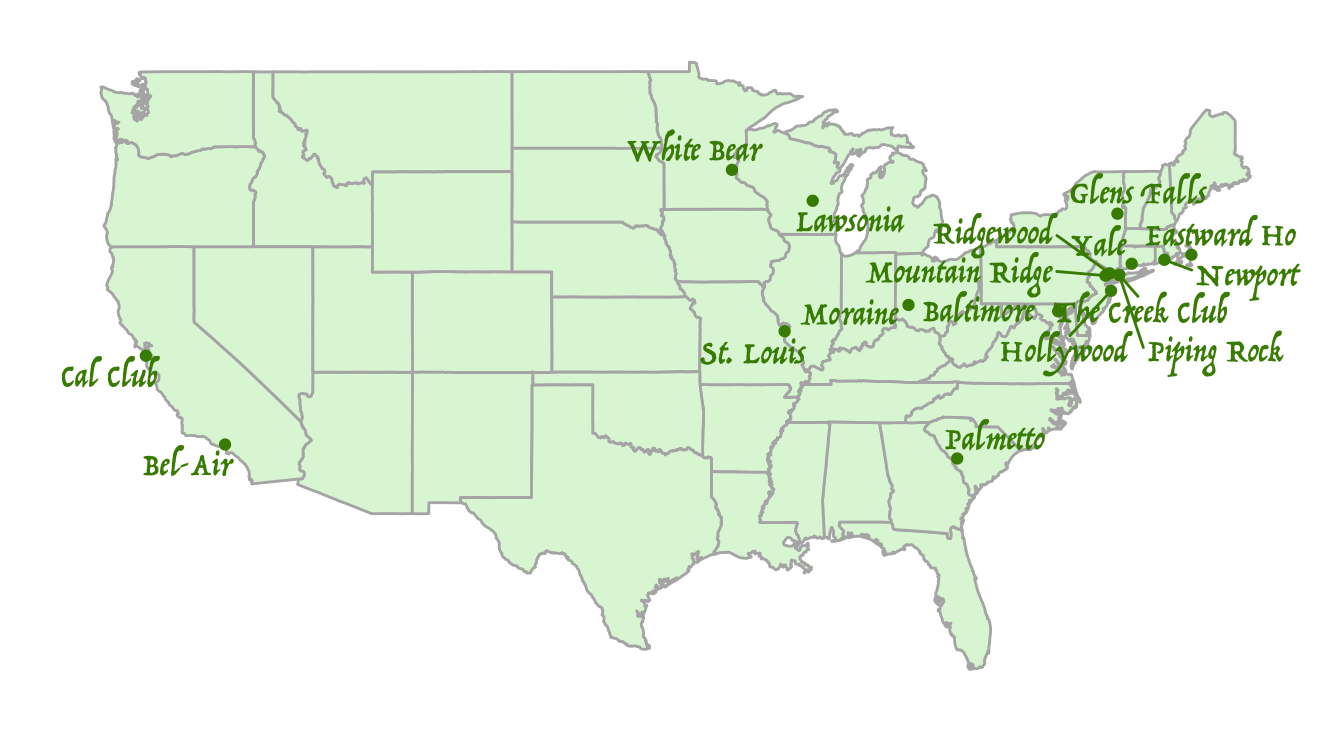 White Bear
Glens Falls
Lawsonia
Ridgewood
Yale
Eastward Ho
Mountain Ridge
Newport
Moraine
Baltimore
The Creek Club
St. Louis
Hollywood
Piping Rock
Cal Club
Palmetto
Bel-Air